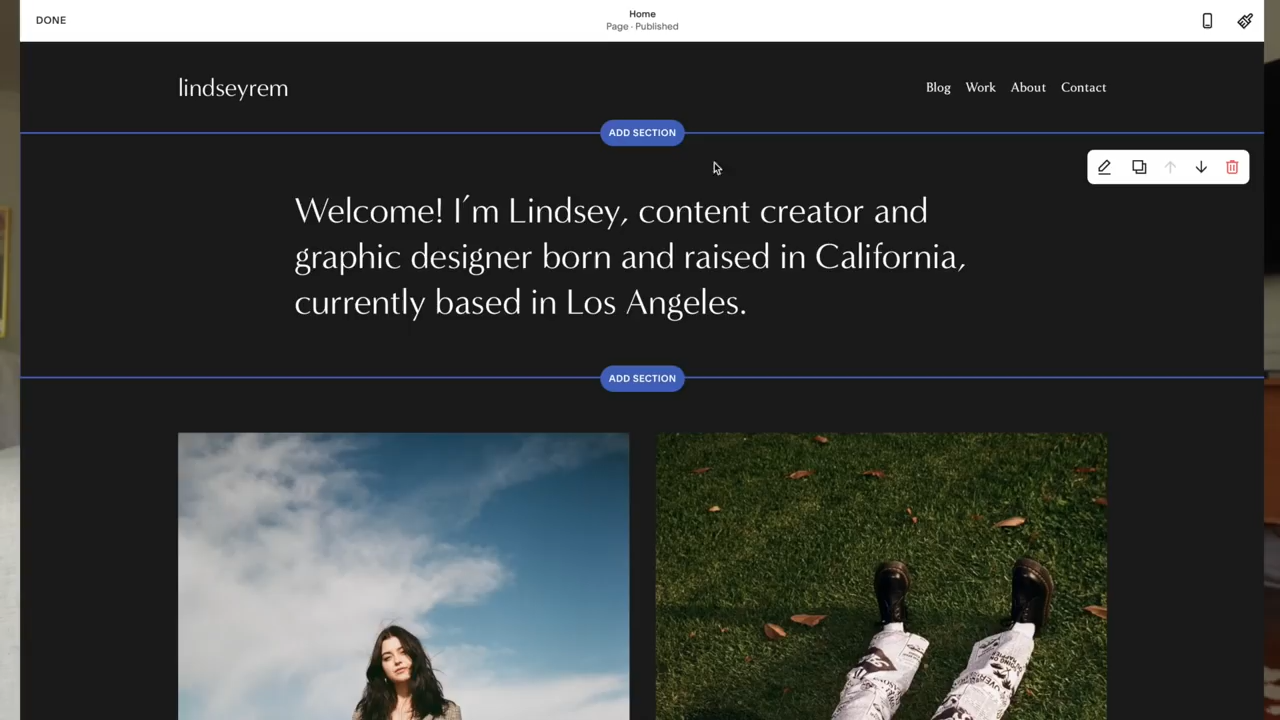 DONE
Home
Page · Published
lindseyrem
Blog Work About Contact
ADD SECTION
Welcome! I´m Lindsey, content creator and
graphic designer born and raised in California,
currently based in Los Angeles.
ADD SECTION